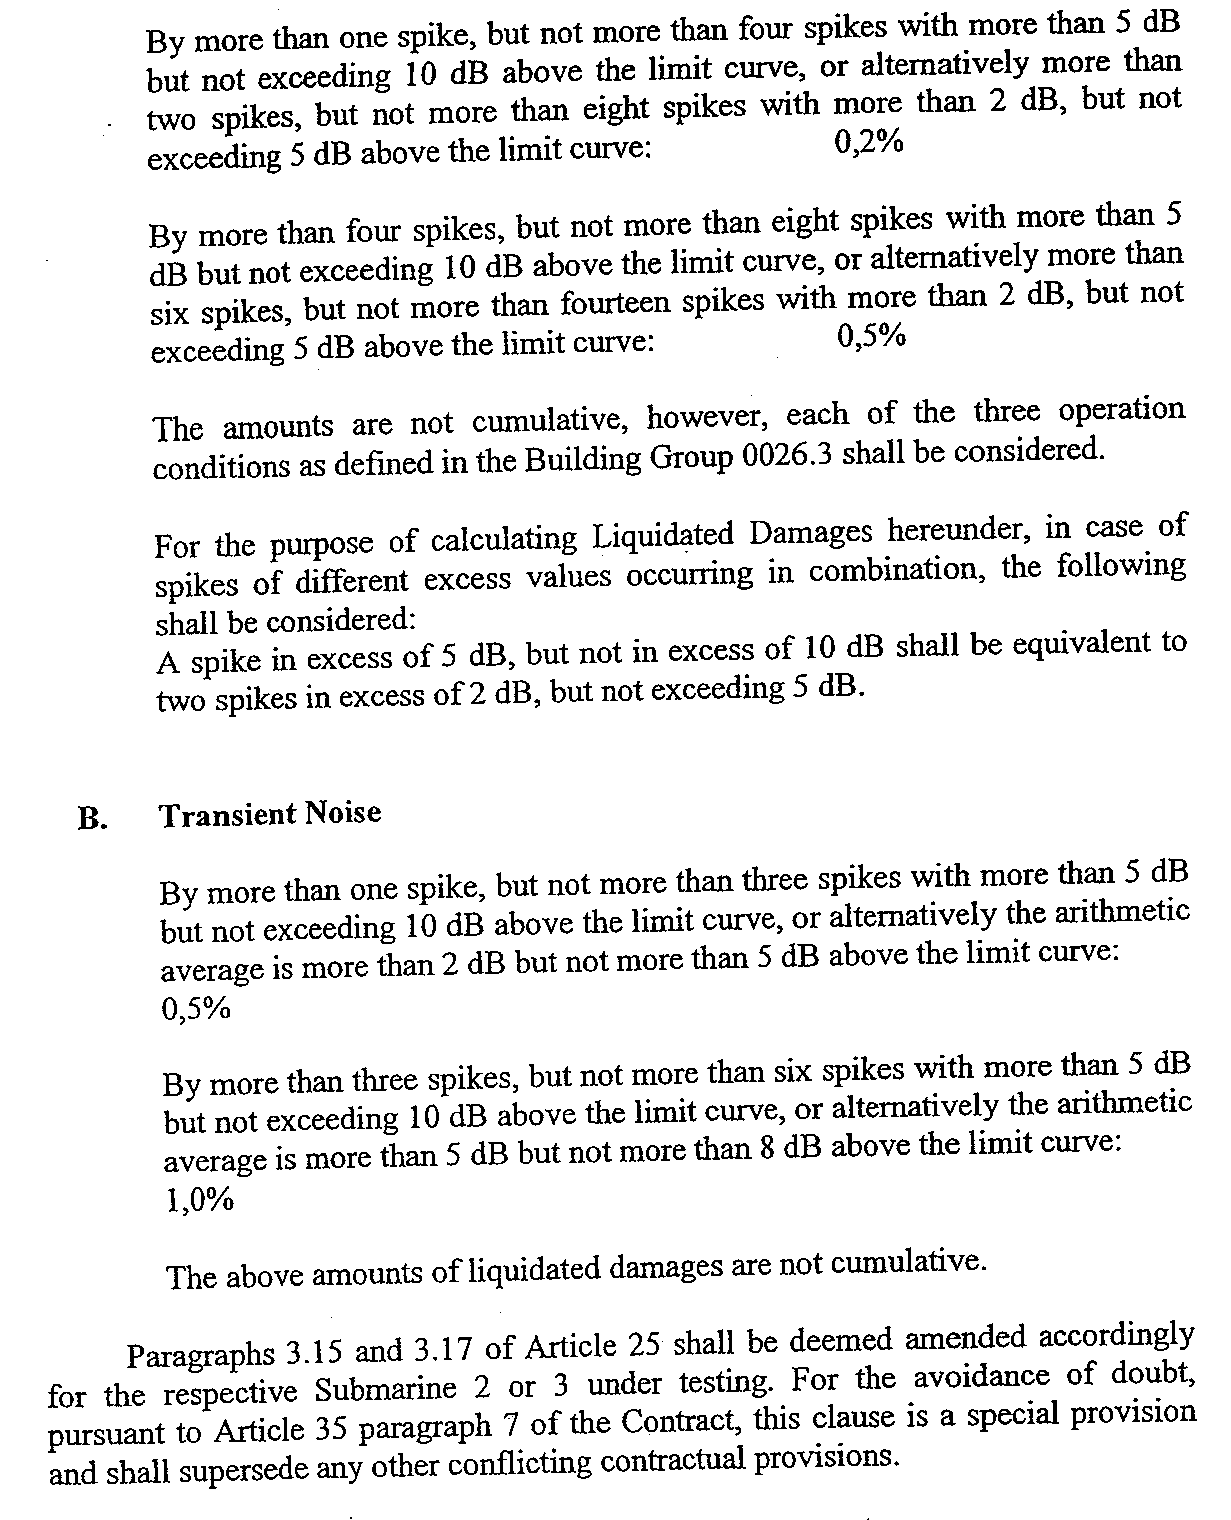 By more than one spike, but not more than four spikes with more than 5 dB
but not exceeding 10 dB above the limit curve, or alternatively more than
two spikes, but not more than eight spikes with more than 2 dB, but not
exceeding 5 dB above the limit curve: 0,2%
By more than four spikes, but not more than eight spikes with more than 5
dB but not exceeding 10 dB above the limit curve, or alternatively more than
six spikes, but not more than fourteen spikes with more than 2 dB, but not
exceeding 5 dB above the limit curve: 0,5%
The amounts are not cumulative, however, each of the three operation
conditions as defined in the Building Group 0026.3 shall be considered.
For the purpose of calculating Liquidated Damages hereunder, in case of
spikes of different excess values occurring in combination, the following
shall be considered:
A spike in excess of 5 dB, but not in excess of 10 dB shall be equivalent to
two spikes in excess of 2 dB, but not exceeding 5 dB.
B. Transient Noise
By more than one spike, but not more than three spikes with more than 5 dB
but not exceeding 10 dB above the limit curve, or alternatively the arithmetic
average is more than 2 dB but not more than 5 dB above the limit curve:
0,5%
By more than three spikes, but not more than six spikes with more than 5 dB
but not exceeding 10 dB above the limit curve, or alternatively the arithmetic
average is more than 5 dB but not more than 8 dB above the limit curve:
1,0%
The above amounts of liquidated damages are not cumulative.
Paragraphs 3.15 and 3.17 of Article 25 shall be deemed amended accordingly
for the respective Submarine 2 or 3 under testing. For the avoidance of doubt,
pursuant to Article 35 paragraph 7 of the Contract, this clause is a special provision
and shall supersede any other conflicting contractual provisions.